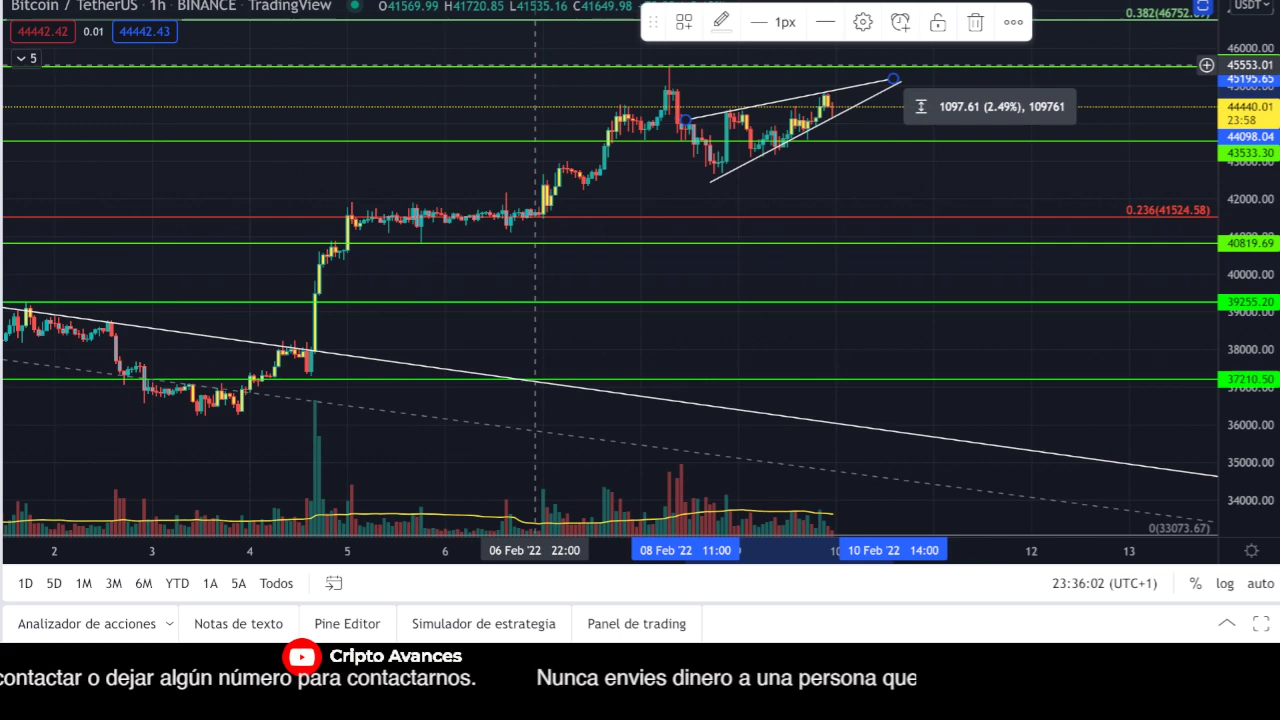 Bitcoin / TetherUS 1h BINANCE TradingView O41569.99 H41720.85 L41535.16 C41649.98
44442.42 0.01 44442.43
5
1px
0.382(46752.07)
USDT
46000.00
45553.01
45195.65
1097.61 (2.49%), 109761
44440.01
23:58
44098.04
43533.30
43000.00
42000.00
0.236(41524.58)
40819.69
40000.00
39255.20
39000.00
38000.00
37210.50
37000.00
36000.00
35000.00
34000.00
0(33073.67)
2 3 4 5 6 06 Feb '22 22:00 08 Feb '22 11:00 10 10 Feb '22 14:00 12 13
1D 5D 1M 3M 6M YTD 1A 5A Todos 23:36:02 (UTC+1) % log auto
Analizador de acciones Notas de texto Pine Editor Simulador de estrategia Panel de trading
Cripto Avances
contactar o dejar algún número para contactarnos. Nunca envies dinero a una persona que